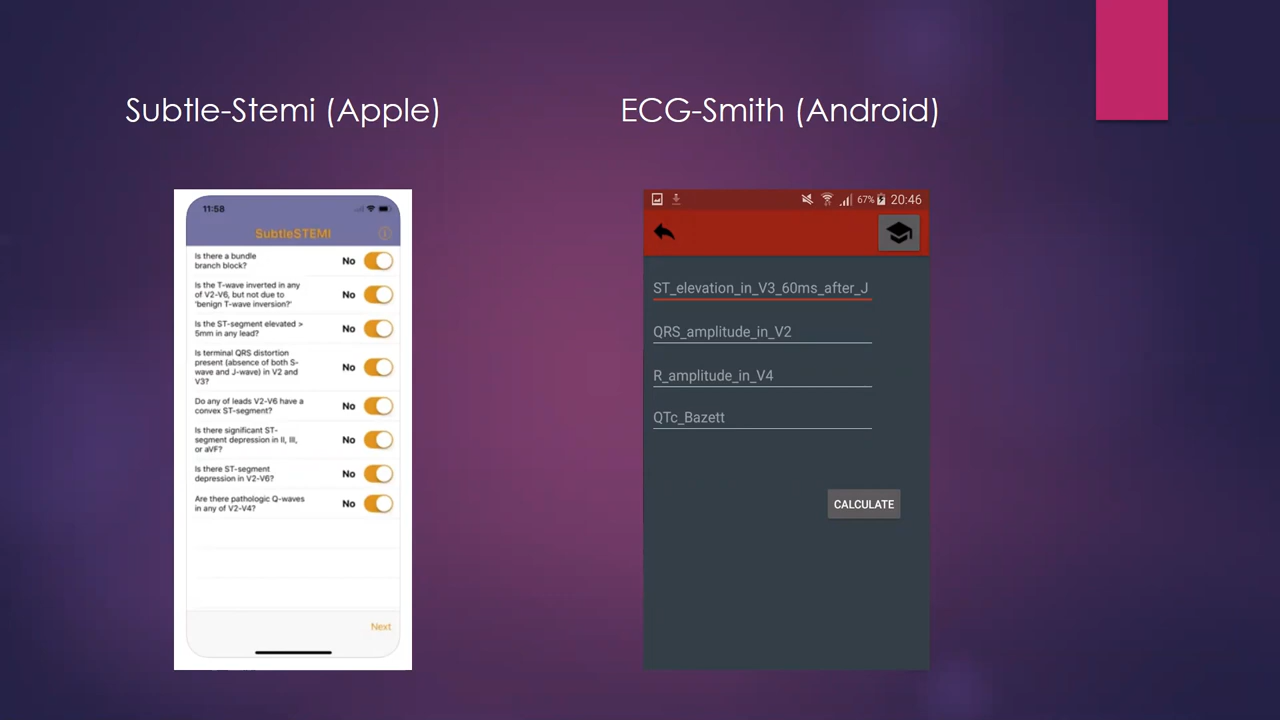 Subtle-Stemi (Apple)
ECG-Smith (Android)
11:58
SubtleSTEMI
Is there a bundle
branch block?
No
Is the T-wave inverted in any
of V2-V6, but not due to
'benign T-wave inversion?'
No
Is the ST-segment elevated >
5mm in any lead?
No
Is terminal QRS distortion
present (absence of both S-
wave and J-wave) in V2 and
V3?
No
Do any of leads V2-V6 have a
convex ST-segment?
No
Is there significant ST-
segment depression in II, III,
or aVF?
No
Is there ST-segment
depression in V2-V6?
No
Are there pathologic Q-waves
in any of V2-V4?
No
Next
67% 20:46
ST_elevation_in_V3_60ms_after_J
QRS_amplitude_in_V2
R_amplitude_in_V4
QTc_Bazett
CALCULATE